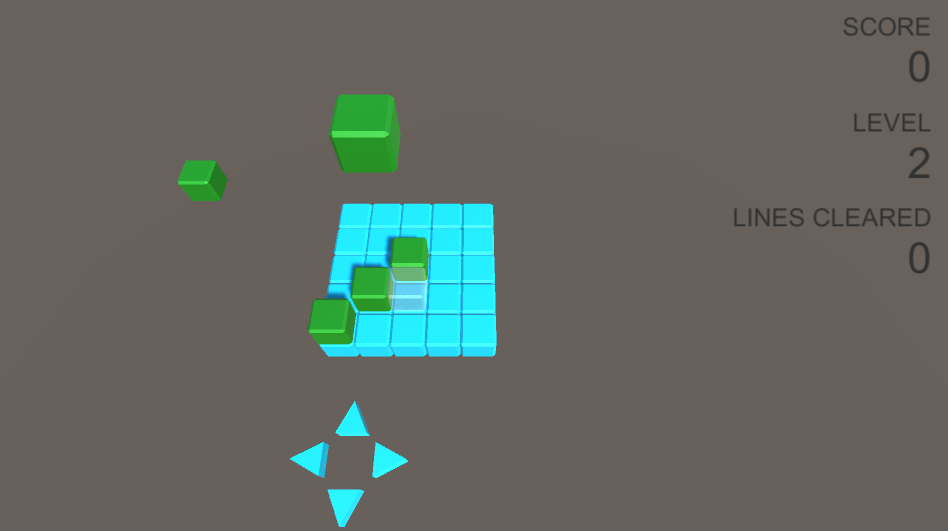 SCORE
0
LEVEL
2
LINES CLEARED
0